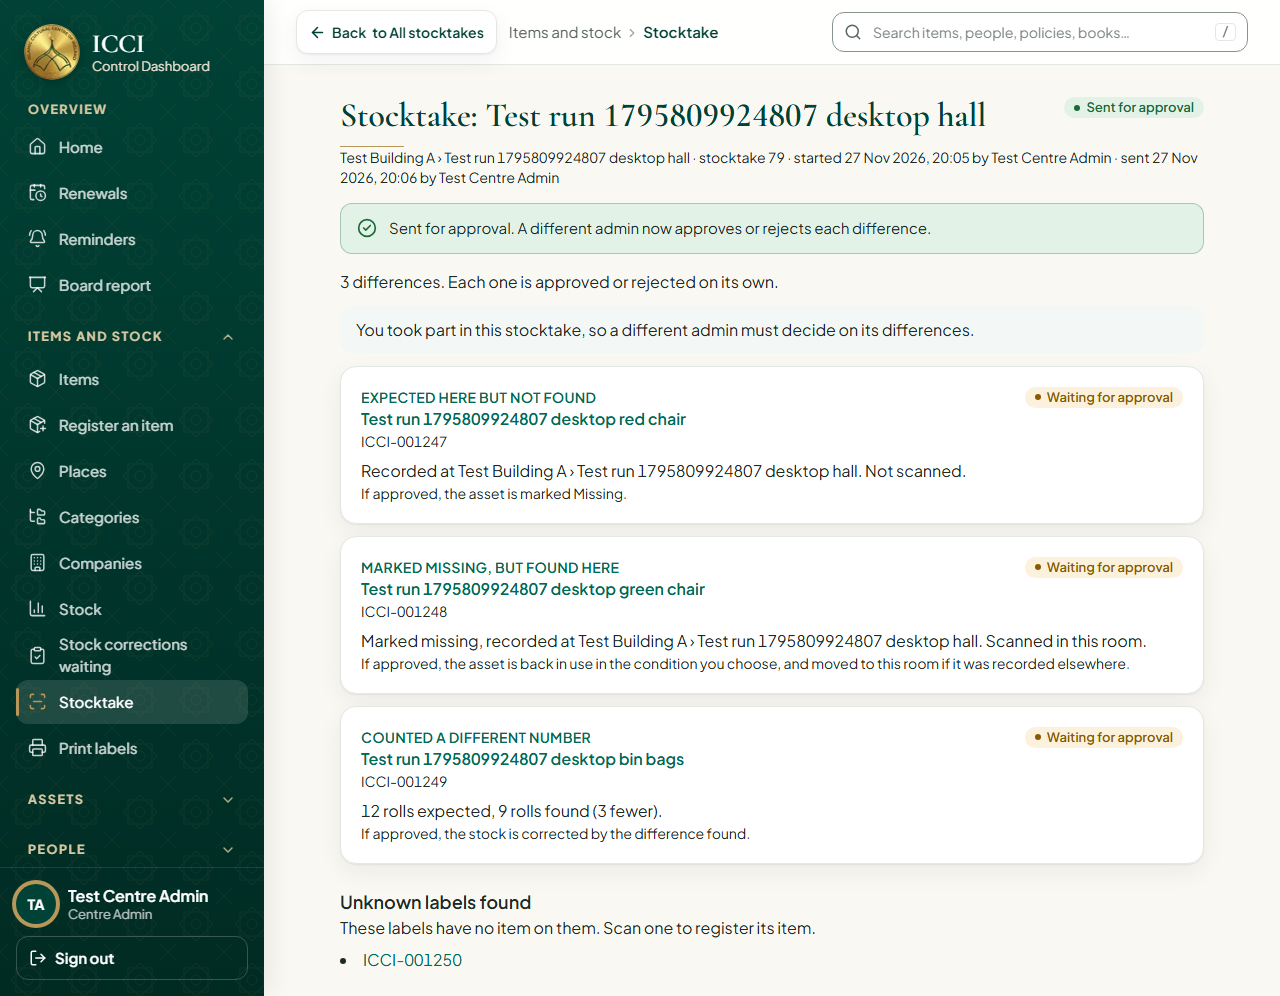 ICCI
Control Dashboard
OVERVIEW
Home
Renewals
Reminders
Board report
ITEMS AND STOCK
Items
Register an item
Places
Categories
Companies
Stock
Stock corrections
waiting
Stocktake
Print labels
ASSETS
PEOPLE
TA
Test Centre Admin
Centre Admin
Sign out
Back to All stocktakes
Items and stock › Stocktake
Search items, people, policies, books… /
Stocktake: Test run 1795809924807 desktop hall
Sent for approval
Test Building A › Test run 1795809924807 desktop hall · stocktake 79 · started 27 Nov 2026, 20:05 by Test Centre Admin · sent 27 Nov
2026, 20:06 by Test Centre Admin
Sent for approval. A different admin now approves or rejects each difference.
3 differences. Each one is approved or rejected on its own.
You took part in this stocktake, so a different admin must decide on its differences.
EXPECTED HERE BUT NOT FOUND
Waiting for approval
Test run 1795809924807 desktop red chair
ICCI-001247
Recorded at Test Building A › Test run 1795809924807 desktop hall. Not scanned.
If approved, the asset is marked Missing.
MARKED MISSING, BUT FOUND HERE
Waiting for approval
Test run 1795809924807 desktop green chair
ICCI-001248
Marked missing, recorded at Test Building A › Test run 1795809924807 desktop hall. Scanned in this room.
If approved, the asset is back in use in the condition you choose, and moved to this room if it was recorded elsewhere.
COUNTED A DIFFERENT NUMBER
Waiting for approval
Test run 1795809924807 desktop bin bags
ICCI-001249
12 rolls expected, 9 rolls found (3 fewer).
If approved, the stock is corrected by the difference found.
Unknown labels found
These labels have no item on them. Scan one to register its item.
ICCI-001250